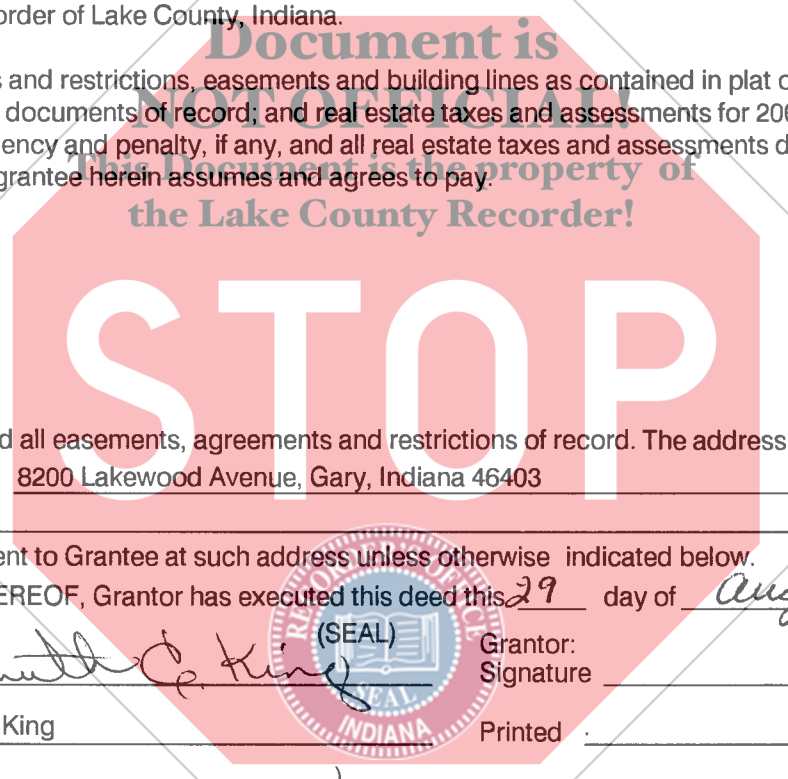 order of Lake County, Indiana.
Document is
and restrictions, easements and building lines as contained in plat
NOT OFFICIAL!
documents of record; and real estate taxes and assessments for
ency and penalty, if any, and all real estate taxes and assessments
This Document is the property of
grantee herein assumes and agrees to pay.
the Lake County Recorder!
STOP
d all easements, agreements and restrictions of record. The address
8200 Lakewood Avenue, Gary, Indiana 46403
ent to Grantee at such address unless otherwise indicated below.
EREOF, Grantor has executed this deed this 29 day of Aug
(SEAL)
Grantor:
C. King
Signature
King
Printed
RECORDER'S OFFICE
SEAL
INDIANA